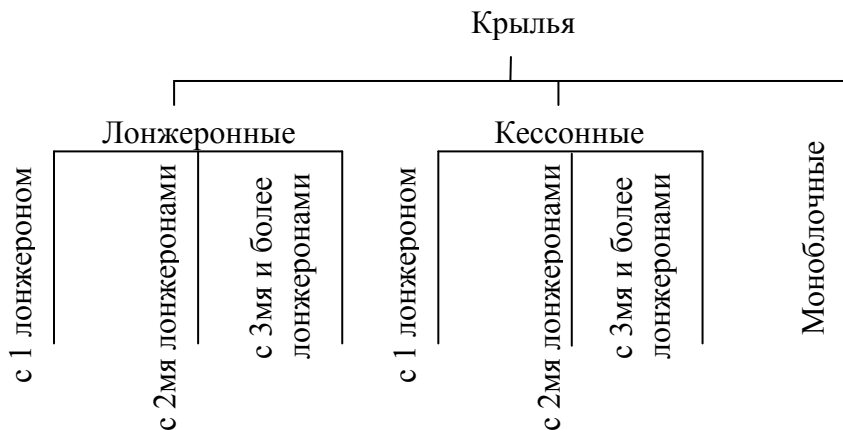 Крылья
Лонжеронные
Кессонные
с 1 лонжероном
с 2мя лонжеронами
с 3мя и более
лонжеронами
с 1 лонжероном
с 2мя лонжеронами
с 3мя и более
лонжеронами
Моноблочные